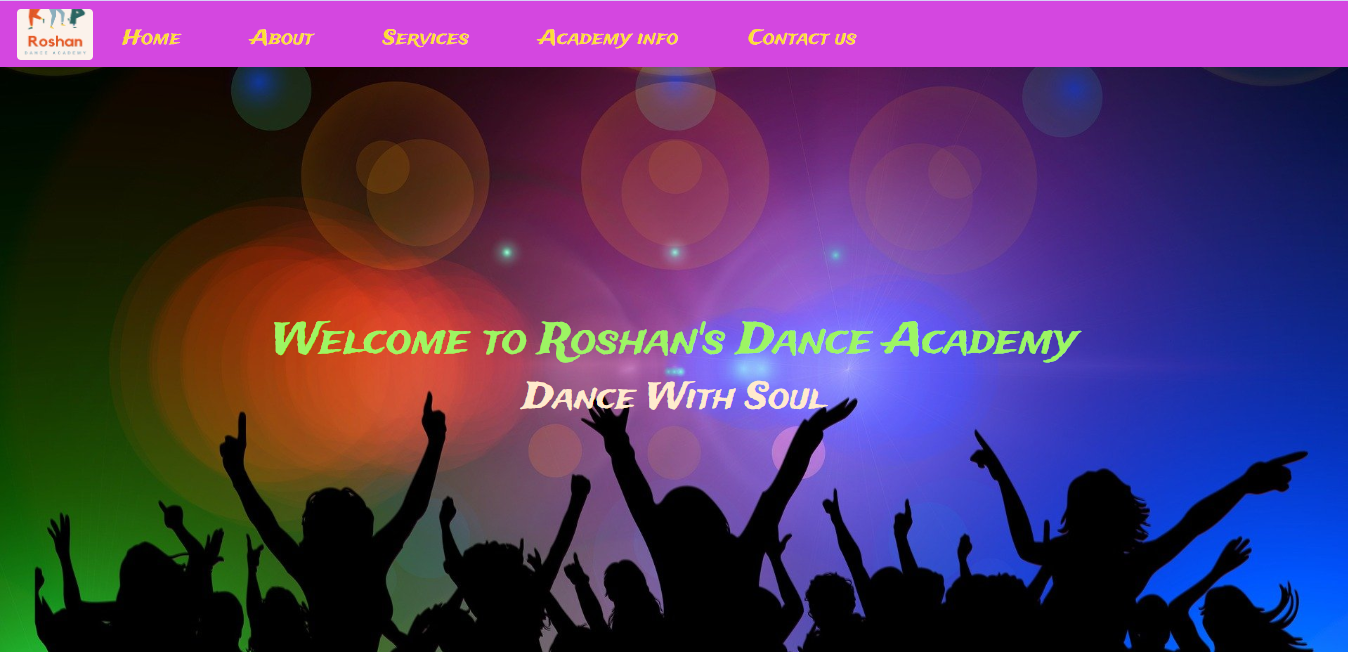 Roshan
DANCE ACADEMY
Home
About
Services
Academy info
Contact us
Welcome to Roshan's Dance Academy
Dance With Soul